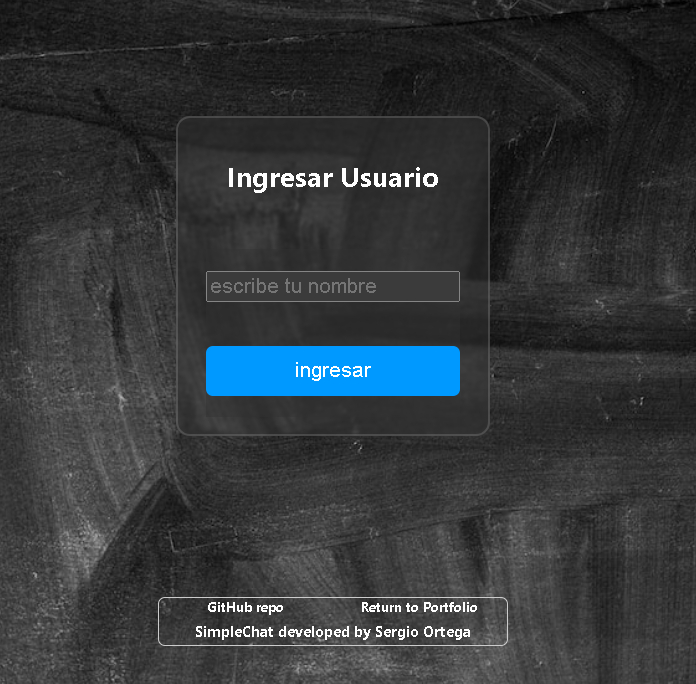 Ingresar Usuario
escribe tu nombre
ingresar
GitHub repo Return to Portfolio
SimpleChat developed by Sergio Ortega